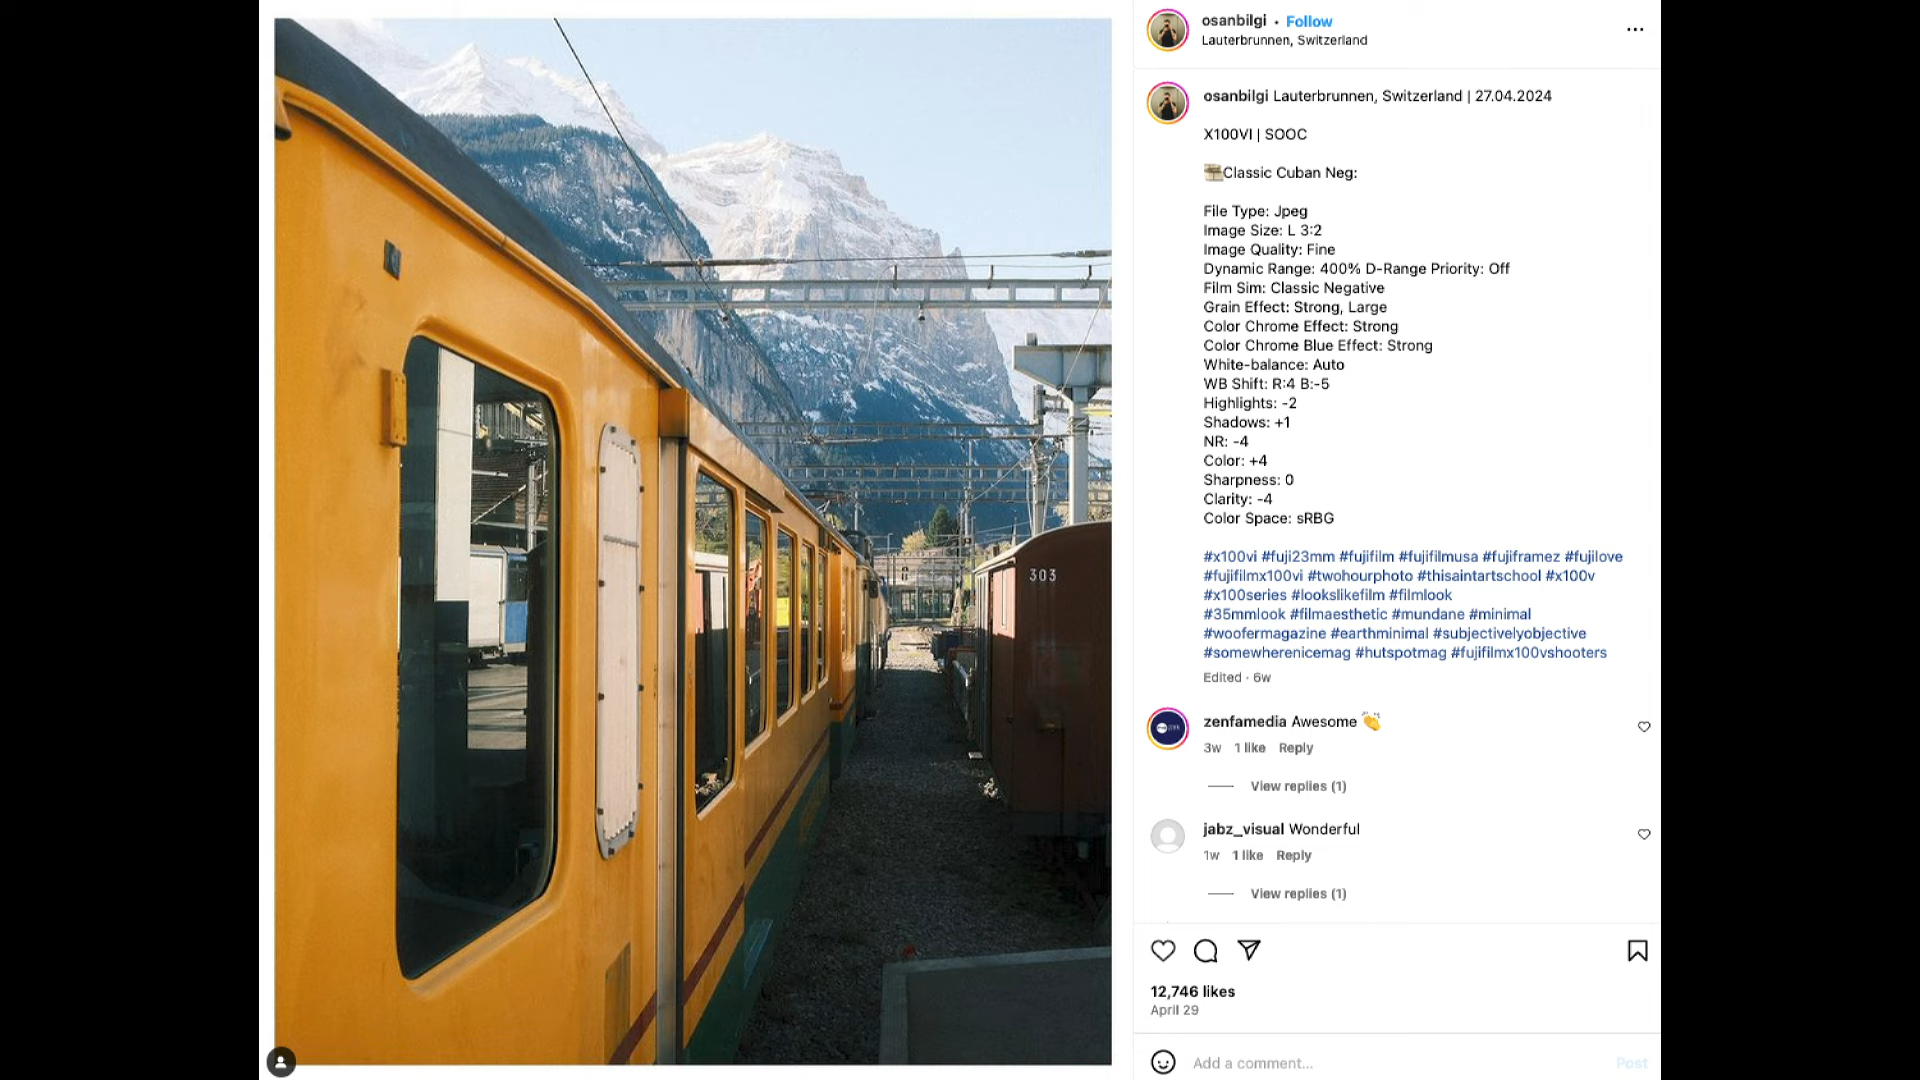 osanbilgi • Follow
Lauterbrunnen, Switzerland
osanbilgi Lauterbrunnen, Switzerland | 27.04.2024
X100VI | SOOC
Classic Cuban Neg:
File Type: Jpeg
Image Size: L 3:2
Image Quality: Fine
Dynamic Range: 400% D-Range Priority: Off
Film Sim: Classic Negative
Grain Effect: Strong, Large
Color Chrome Effect: Strong
Color Chrome Blue Effect: Strong
White-balance: Auto
WB Shift: R:4 B:-5
Highlights: -2
Shadows: +1
NR: -4
Color: +4
Sharpness: 0
Clarity: -4
Color Space: sRBG
#x100vi #fuji23mm #fujifilm #fujifilmusa #fujiframez #fujilove
#fujifilmx100vi #twohourphoto #thisaintartschool #x100v
#x100series #lookslikefilm #filmlook
#35mmlook #filmaesthetic #mundane #minimal
#woofermagazine #earthminimal #subjectivelyobjective
#somewherenicemag #hutspotmag #fujifilmx100vshooters
Edited · 6w
zenfamedia Awesome 👏
3w 1 like Reply
View replies (1)
jabz_visual Wonderful
1w 1 like Reply
View replies (1)
12,746 likes
April 29
Add a comment...
Post
303